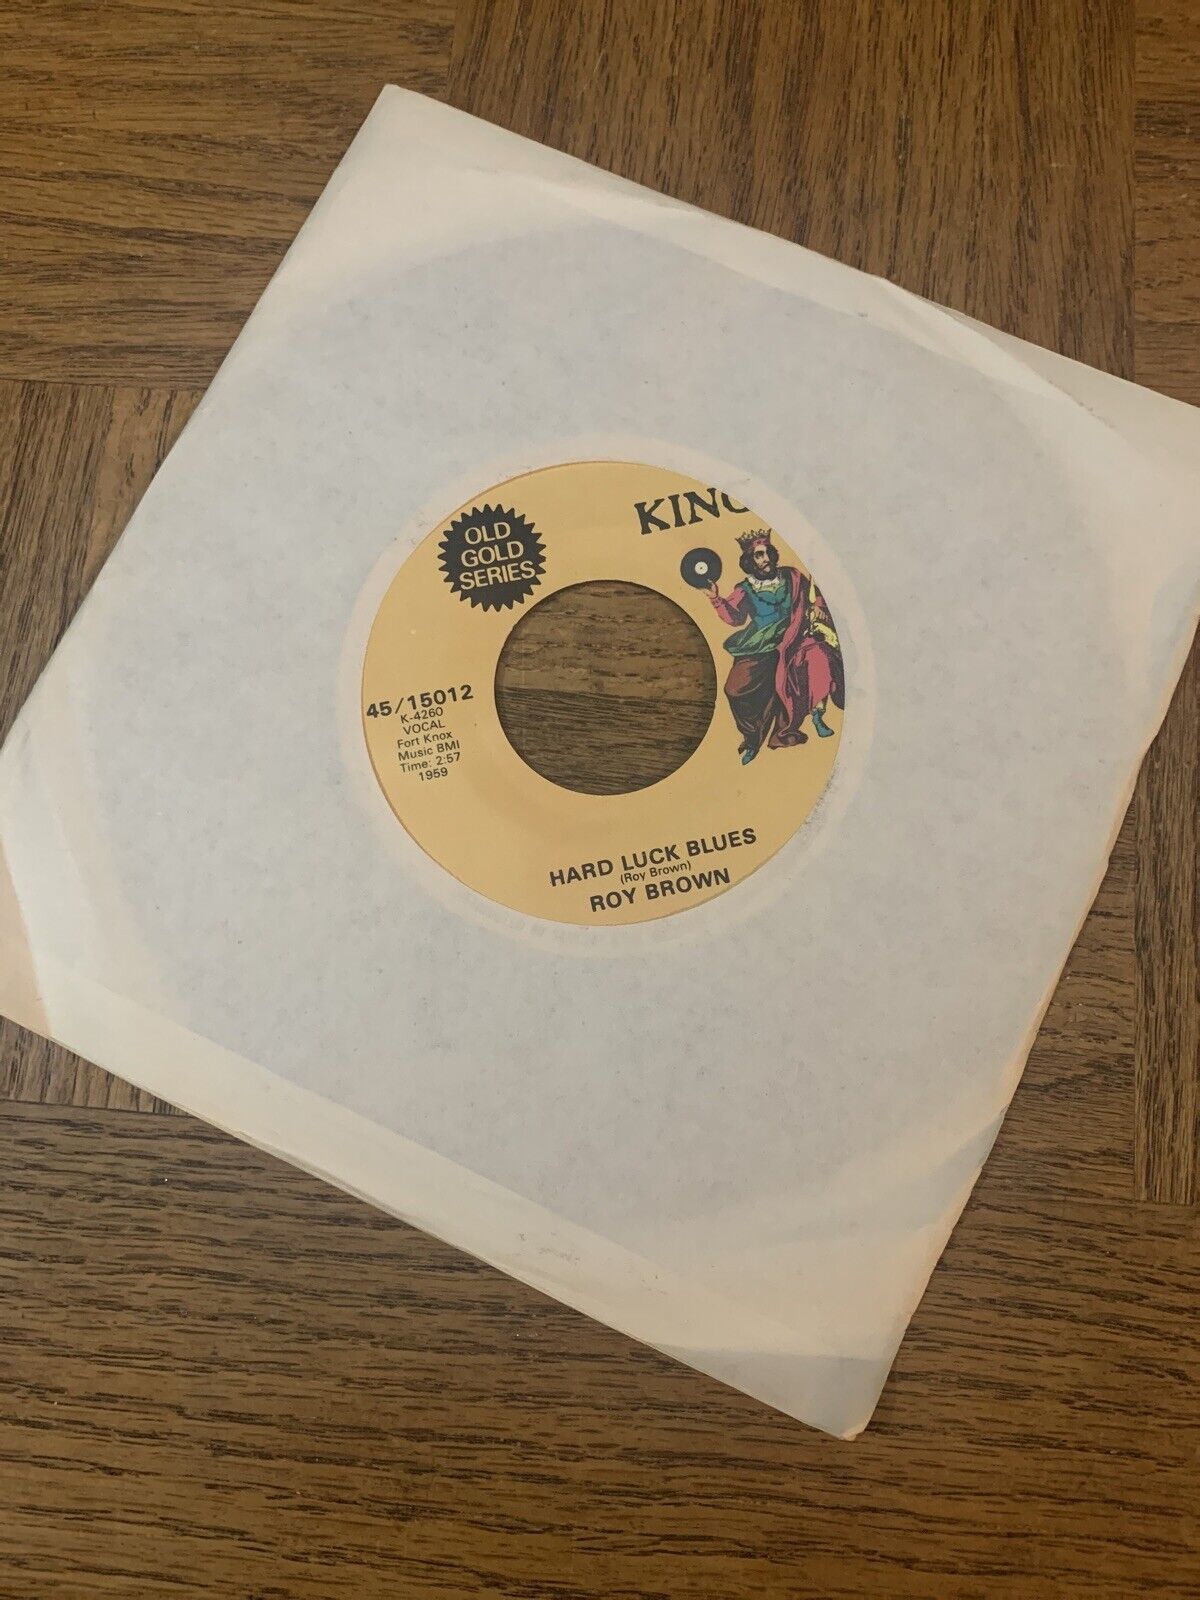 OLD
GOLD
SERIES
KING
45/15012
K-4260
VOCAL
Fort Knox
Music BMI
Time: 2:57
1959
HARD LUCK BLUES
(Roy Brown)
ROY BROWN